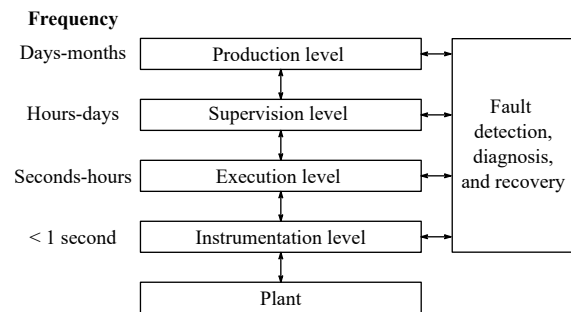 Frequency
Days-months
Production level
Hours-days
Supervision level
Seconds-hours
Execution level
< 1 second
Instrumentation level
Plant
Fault
detection,
diagnosis,
and recovery